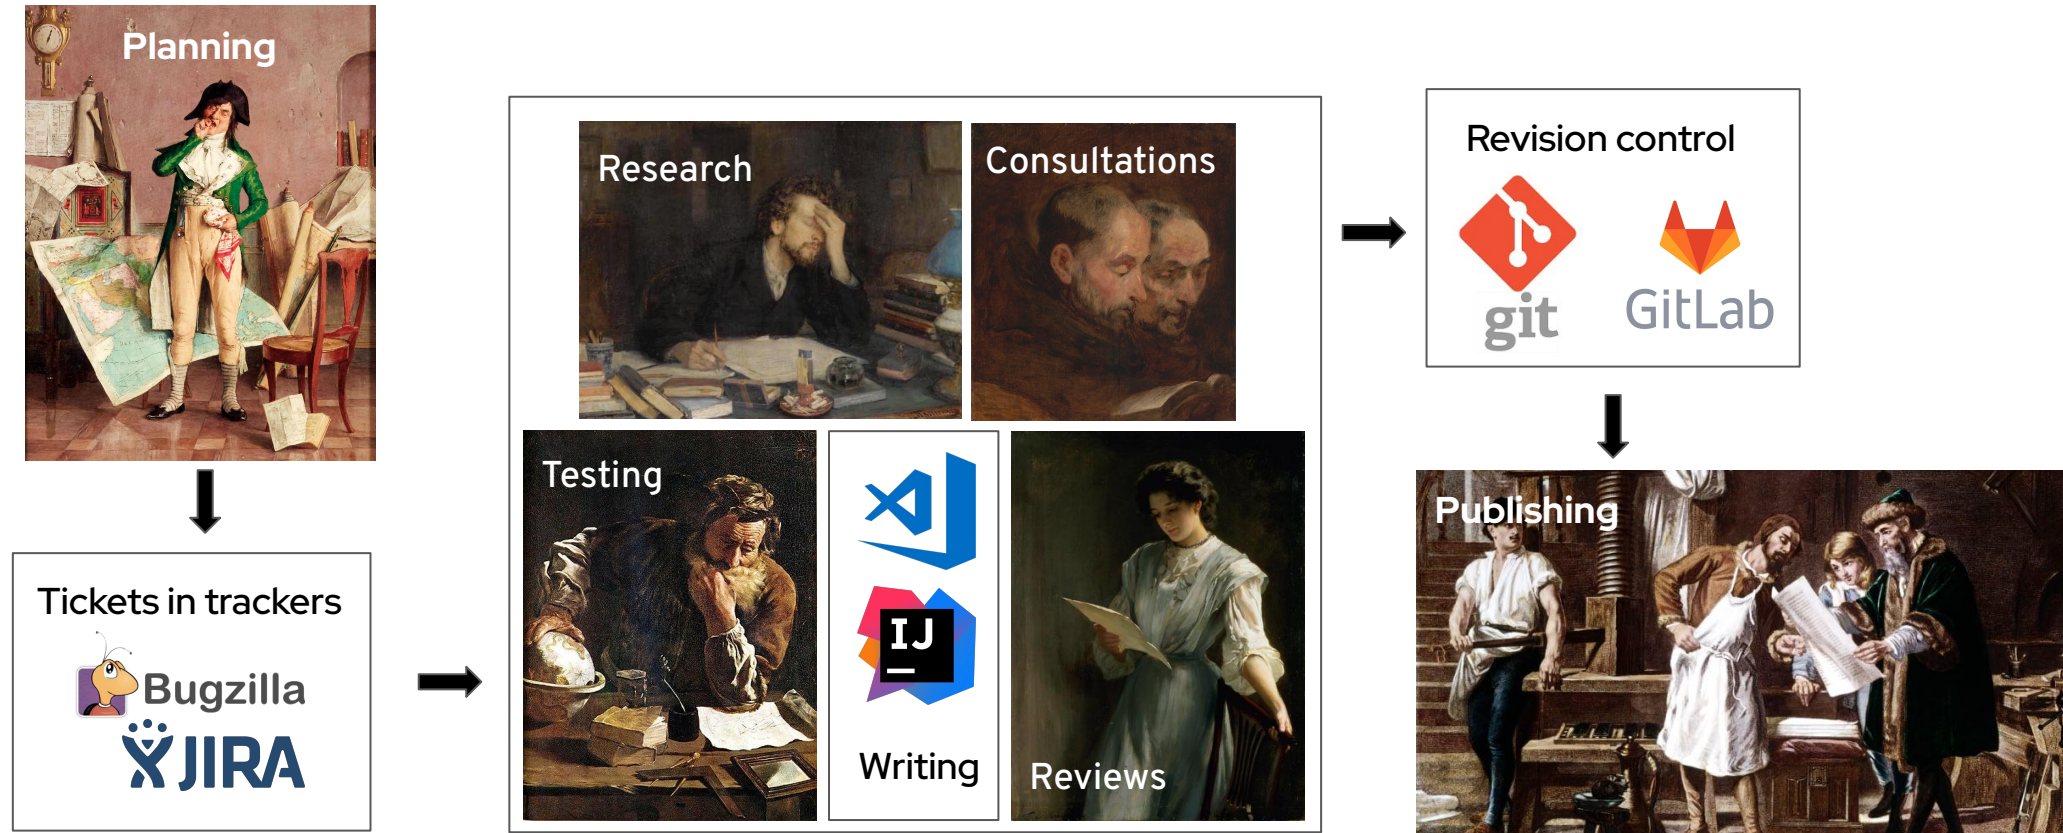 Planning
Tickets in trackers
Bugzilla
JIRA
Research
Consultations
Testing
IJ
Writing
Reviews
Revision control
git
GitLab
Publishing